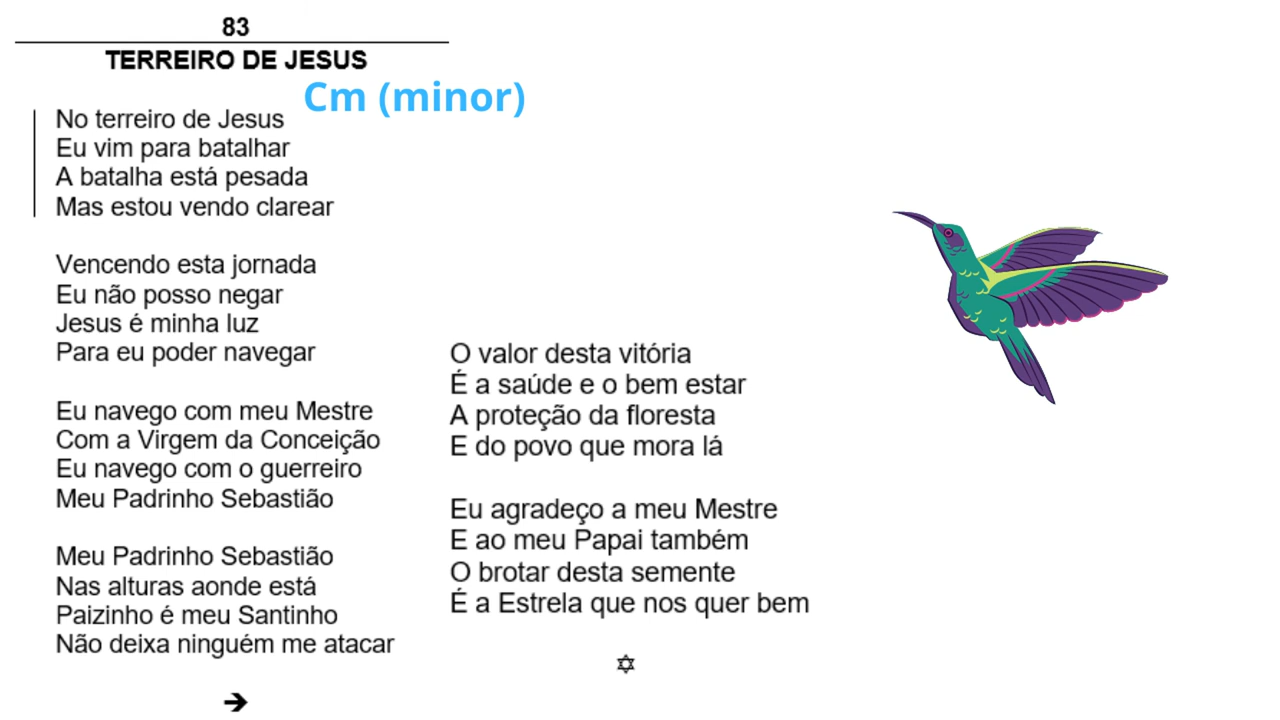 83
TERREIRO DE JESUS
Cm (minor)
No terreiro de Jesus
Eu vim para batalhar
A batalha está pesada
Mas estou vendo clarear
Vencendo esta jornada
Eu não posso negar
Jesus é minha luz
Para eu poder navegar
Eu navego com meu Mestre
Com a Virgem da Conceição
Eu navego com o guerreiro
Meu Padrinho Sebastião
Meu Padrinho Sebastião
Nas alturas aonde está
Paizinho é meu Santinho
Não deixa ninguém me atacar
O valor desta vitória
É a saúde e o bem estar
A proteção da floresta
E do povo que mora lá
Eu agradeço a meu Mestre
E ao meu Papai também
O brotar desta semente
É a Estrela que nos quer bem